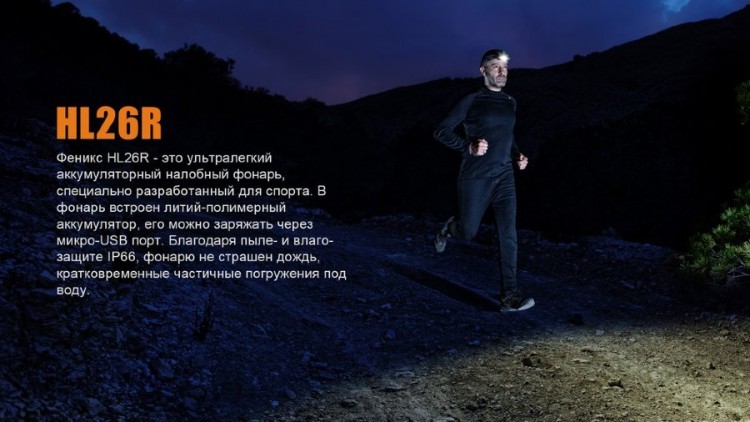 HL26R
Феникс HL26R - это ультралегкий
аккумуляторный налобный фонарь,
специально разработанный для спорта. В
фонарь встроен литий-полимерный
аккумулятор, его можно заряжать через
микро-USB порт. Благодаря пыле- и влаго-
защите IP66, фонарю не страшен дождь,
кратковременные частичные погружения под
воду.